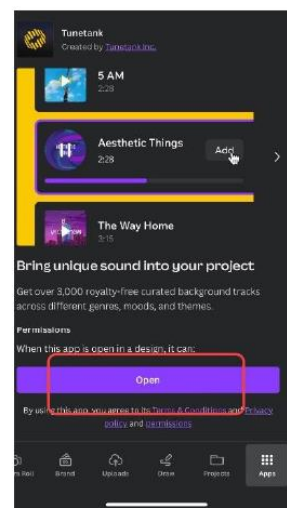 Tunetank
Created by Tunetank Inc.
5 AM
2:28
Aesthetic Things
2:28
Add
The Way Home
3:15
Bring unique sound into your project
Get over 3,000 royalty-free curated background tracks
across different genres, moods, and themes.
Permissions
When this app is open in a design, it can:
Open
By using this app, you agree to its Terms & Conditions and Privacy
policy and permissions
Roll Brand Uploads Draw Projects Apps